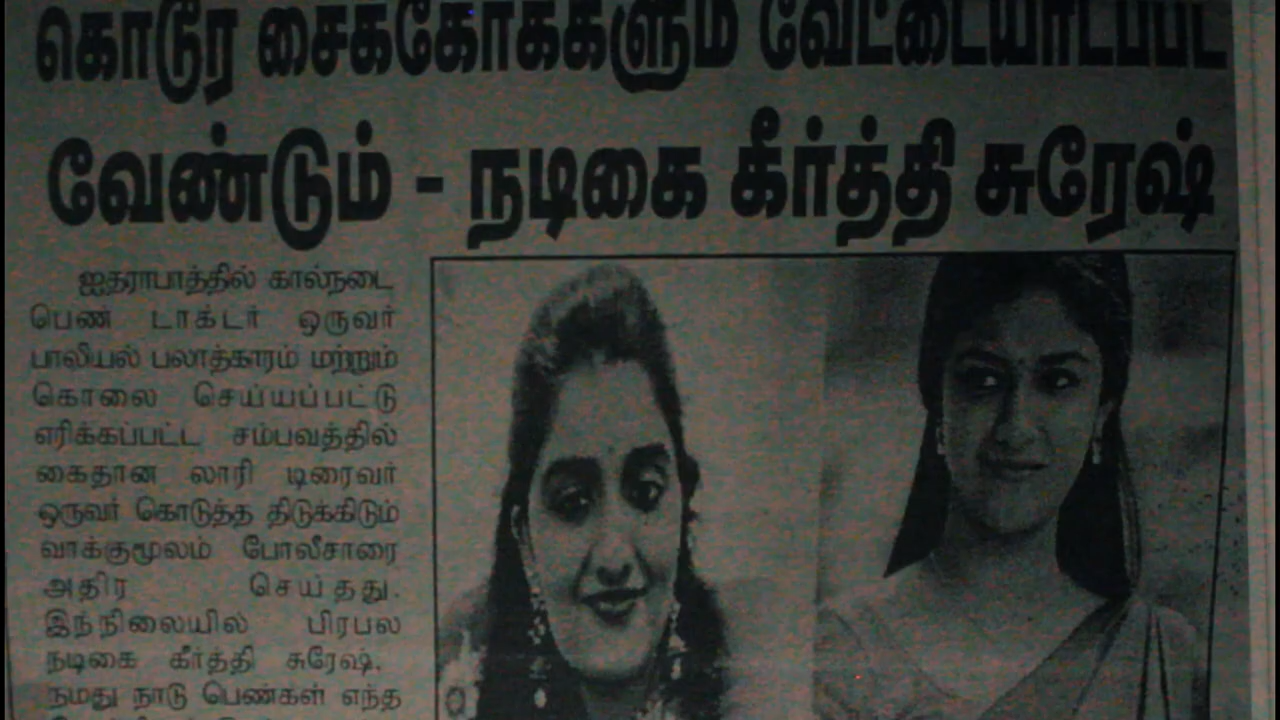 கொடூர சைக்கோக்களும் வேட்டையாடப்பட
வேண்டும் - நடிகை கீர்த்தி சுரேஷ்
ஐதராபாத்தில் கால்நடை
பெண் டாக்டர் ஒருவர்
பாலியல் பலாத்காரம் மற்றும்
கொலை செய்யப்பட்டு
எரிக்கப்பட்ட சம்பவத்தில்
கைதான லாரி டிரைவர்
ஒருவர் கொடுத்த திடுக்கிடும்
வாக்குமூலம் போலீசாரை
அதிர செய்தது.
இந்நிலையில் பிரபல
நடிகை கீர்த்தி சுரேஷ்,
நமது நாடு பெண்கள் எந்த